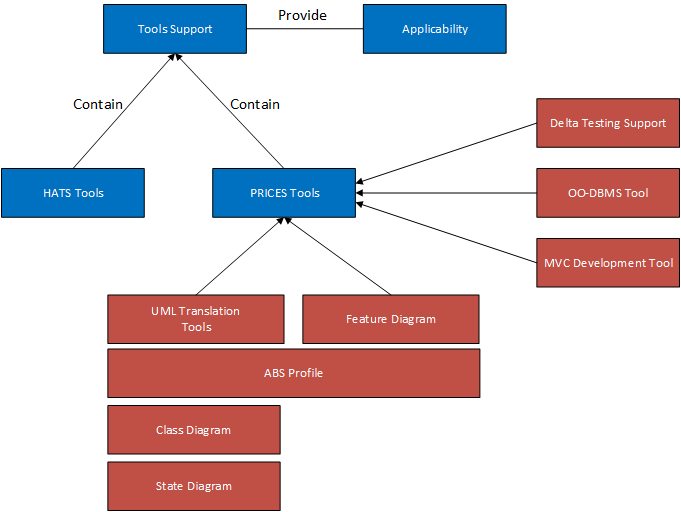 Provide
Tools Support
Applicability
Contain
Contain
Delta Testing Support
HATS Tools
PRICES Tools
OO-DBMS Tool
MVC Development Tool
UML Translation
Tools
Feature Diagram
ABS Profile
Class Diagram
State Diagram